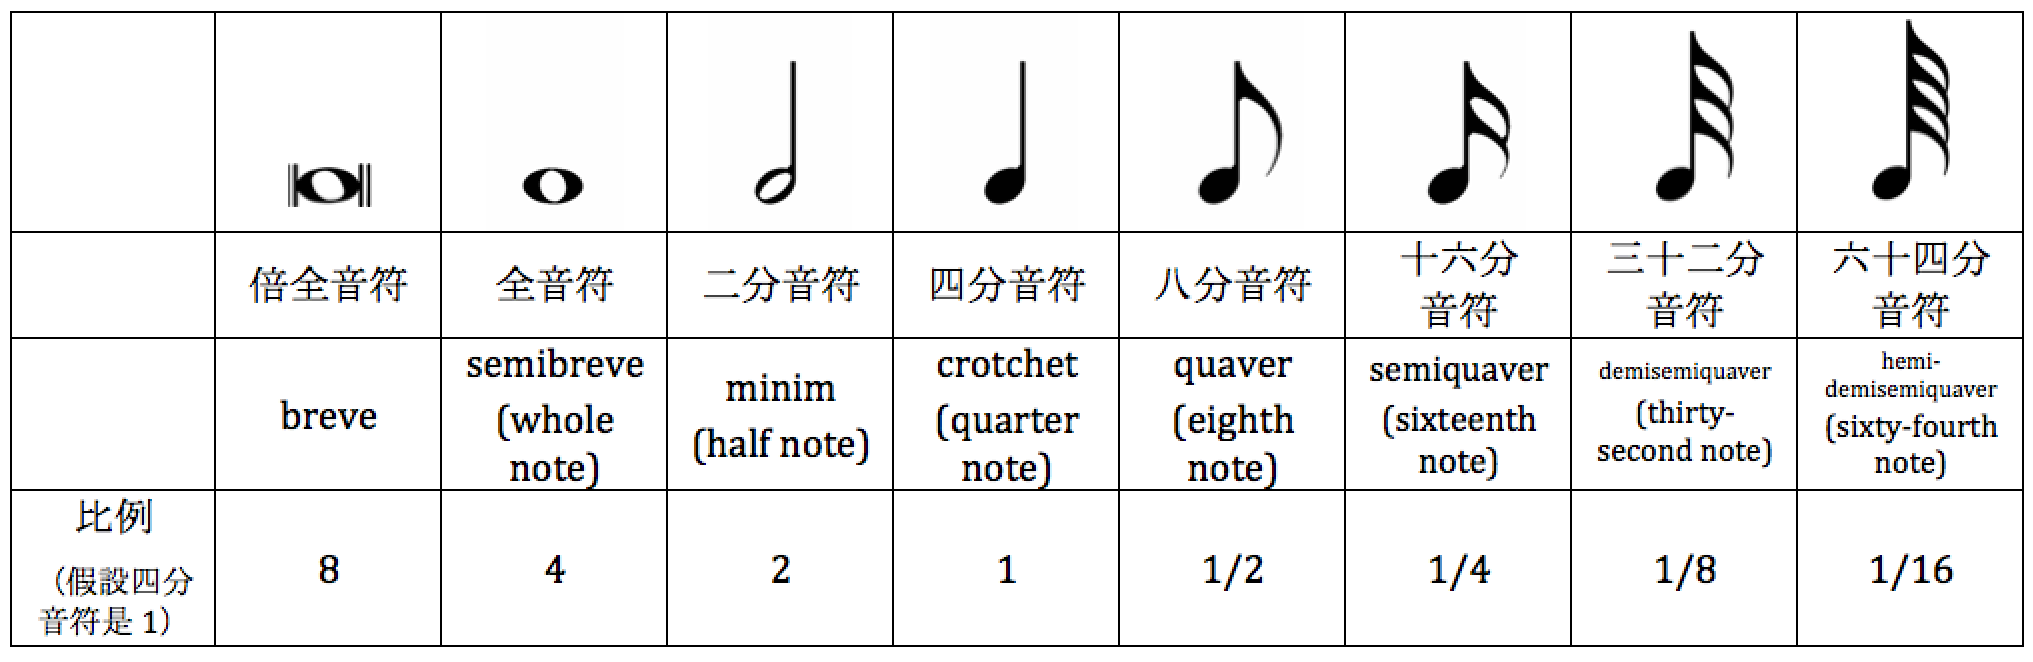 倍全音符
全音符
二分音符
四分音符
八分音符
十六分
音符
三十二分
音符
六十四分
音符
breve
semibreve
(whole
note)
minim
(half note)
crotchet
(quarter
note)
quaver
(eighth
note)
semiquaver
(sixteenth
note)
demisemiquaver
(thirty-
second note)
hemi-
demisemiquaver
(sixty-fourth
note)
比例
（假設四分
音符是 1）
8
4
2
1
1/2
1/4
1/8
1/16